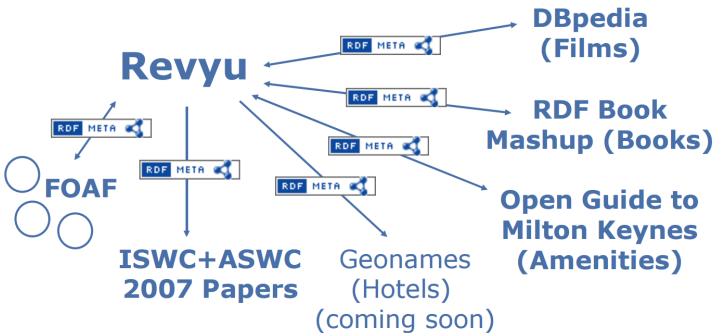 DBpedia
(Films)
RDF META
Revyu
RDF META
RDF Book
Mashup (Books)
RDF META
RDF META
RDF META
RDF META
FOAF
Open Guide to
Milton Keynes
(Amenities)
ISWC+ASWC
2007 Papers
Geonames
(Hotels)
(coming soon)